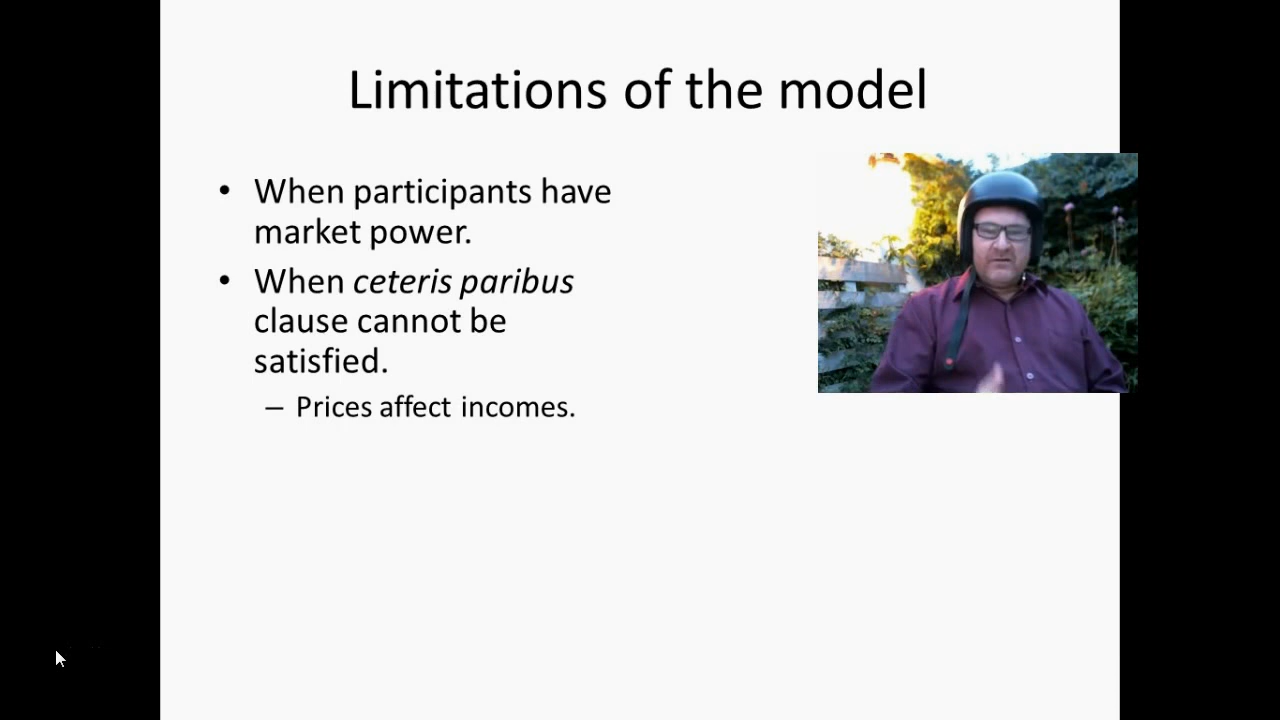 Limitations of the model
• When participants have
market power.
• When ceteris paribus
clause cannot be
satisfied.
– Prices affect incomes.